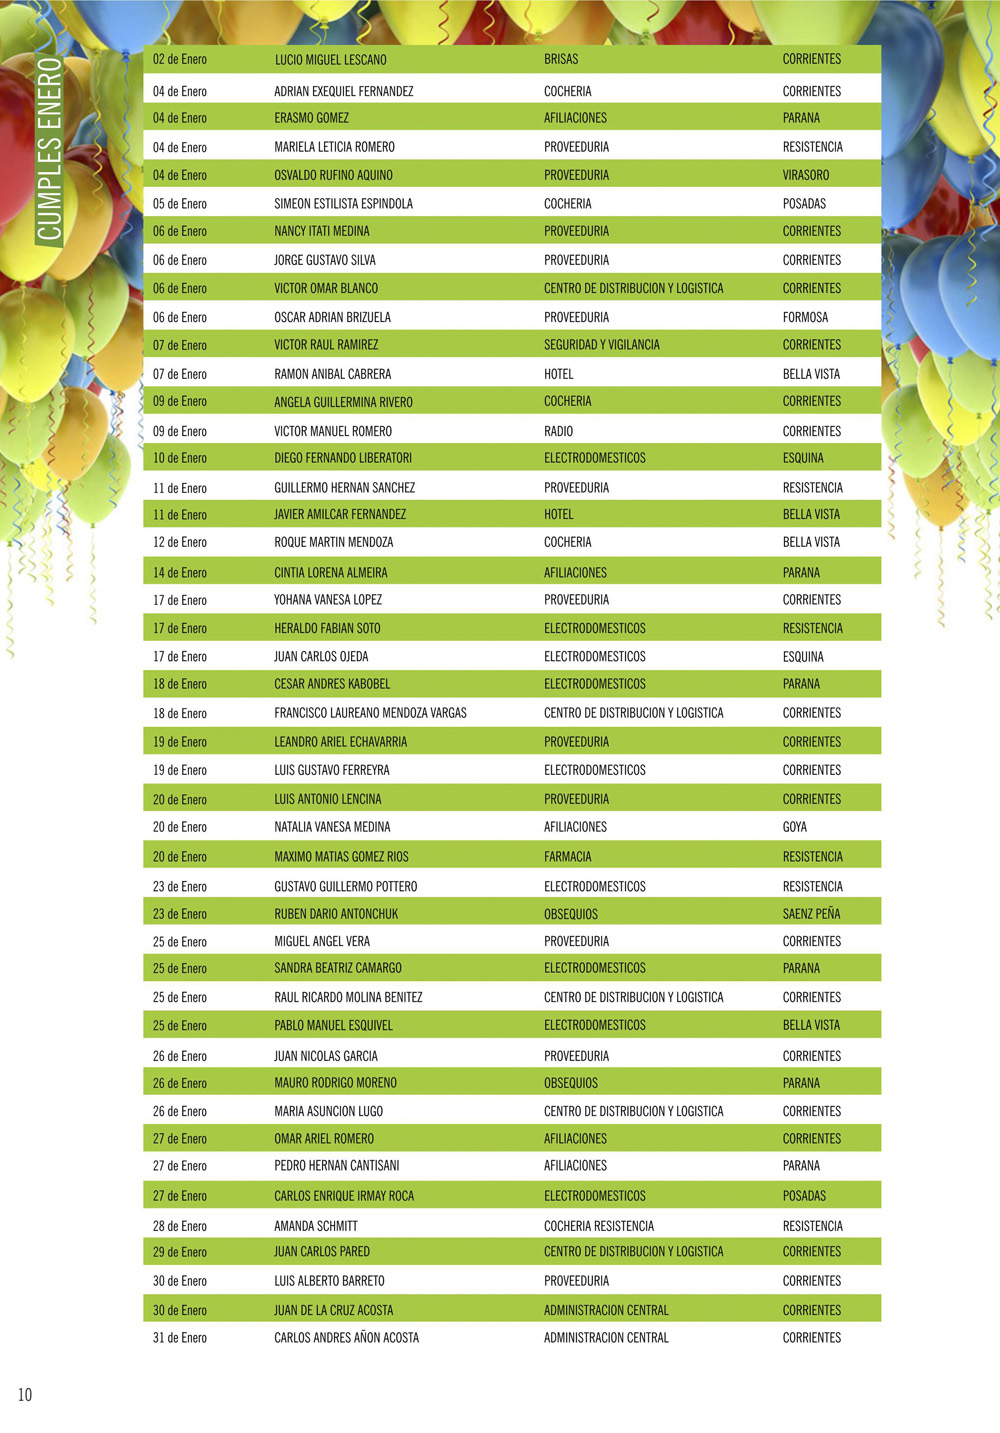 CUMPLES ENERO
02 de Enero LUCIO MIGUEL LESCANO BRISAS CORRIENTES
04 de Enero ADRIAN EXEQUIEL FERNANDEZ COCHERIA CORRIENTES
04 de Enero ERASMO GOMEZ AFILIACIONES PARANA
04 de Enero MARIELA LETICIA ROMERO PROVEEDURIA RESISTENCIA
04 de Enero OSVALDO RUFINO AQUINO PROVEEDURIA VIRASORO
05 de Enero SIMEON ESTILISTA ESPINDOLA COCHERIA POSADAS
06 de Enero NANCY ITATI MEDINA PROVEEDURIA CORRIENTES
06 de Enero JORGE GUSTAVO SILVA PROVEEDURIA CORRIENTES
06 de Enero VICTOR OMAR BLANCO CENTRO DE DISTRIBUCION Y LOGISTICA CORRIENTES
06 de Enero OSCAR ADRIAN BRIZUELA PROVEEDURIA FORMOSA
07 de Enero VICTOR RAUL RAMIREZ SEGURIDAD Y VIGILANCIA CORRIENTES
07 de Enero RAMON ANIBAL CABRERA HOTEL BELLA VISTA
09 de Enero ANGELA GUILLERMINA RIVERO COCHERIA CORRIENTES
09 de Enero VICTOR MANUEL ROMERO RADIO CORRIENTES
10 de Enero DIEGO FERNANDO LIBERATORI ELECTRODOMESTICOS ESQUINA
11 de Enero GUILLERMO HERNAN SANCHEZ PROVEEDURIA RESISTENCIA
11 de Enero JAVIER AMILCAR FERNANDEZ HOTEL BELLA VISTA
12 de Enero ROQUE MARTIN MENDOZA COCHERIA BELLA VISTA
14 de Enero CINTIA LORENA ALMEIRA AFILIACIONES PARANA
17 de Enero YOHANA VANESA LOPEZ PROVEEDURIA CORRIENTES
17 de Enero HERALDO FABIAN SOTO ELECTRODOMESTICOS RESISTENCIA
17 de Enero JUAN CARLOS OJEDA ELECTRODOMESTICOS ESQUINA
18 de Enero CESAR ANDRES KABOBEL ELECTRODOMESTICOS PARANA
18 de Enero FRANCISCO LAUREANO MENDOZA VARGAS CENTRO DE DISTRIBUCION Y LOGISTICA CORRIENTES
19 de Enero LEANDRO ARIEL ECHAVARRIA PROVEEDURIA CORRIENTES
19 de Enero LUIS GUSTAVO FERREYRA ELECTRODOMESTICOS CORRIENTES
20 de Enero LUIS ANTONIO LENCINA PROVEEDURIA CORRIENTES
20 de Enero NATALIA VANESA MEDINA AFILIACIONES GOYA
20 de Enero MAXIMO MATIAS GOMEZ RIOS FARMACIA RESISTENCIA
23 de Enero GUSTAVO GUILLERMO POTTERO ELECTRODOMESTICOS RESISTENCIA
23 de Enero RUBEN DARIO ANTONCHUK OBSEQUIOS SAENZ PEÑA
25 de Enero MIGUEL ANGEL VERA PROVEEDURIA CORRIENTES
25 de Enero SANDRA BEATRIZ CAMARGO ELECTRODOMESTICOS PARANA
25 de Enero RAUL RICARDO MOLINA BENITEZ CENTRO DE DISTRIBUCION Y LOGISTICA CORRIENTES
25 de Enero PABLO MANUEL ESQUIVEL ELECTRODOMESTICOS BELLA VISTA
26 de Enero JUAN NICOLAS GARCIA PROVEEDURIA CORRIENTES
26 de Enero MAURO RODRIGO MORENO OBSEQUIOS PARANA
26 de Enero MARIA ASUNCION LUGO CENTRO DE DISTRIBUCION Y LOGISTICA CORRIENTES
27 de Enero OMAR ARIEL ROMERO AFILIACIONES CORRIENTES
27 de Enero PEDRO HERNAN CANTISANI AFILIACIONES PARANA
27 de Enero CARLOS ENRIQUE IRMAY ROCA ELECTRODOMESTICOS POSADAS
28 de Enero AMANDA SCHMITT COCHERIA RESISTENCIA RESISTENCIA
29 de Enero JUAN CARLOS PARED CENTRO DE DISTRIBUCION Y LOGISTICA CORRIENTES
30 de Enero LUIS ALBERTO BARRETO PROVEEDURIA CORRIENTES
30 de Enero JUAN DE LA CRUZ ACOSTA ADMINISTRACION CENTRAL CORRIENTES
31 de Enero CARLOS ANDRES AÑON ACOSTA ADMINISTRACION CENTRAL CORRIENTES
10